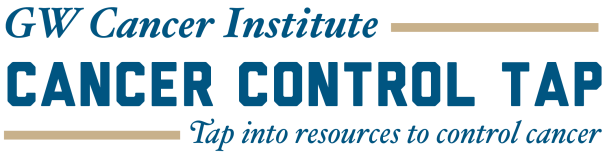 GW Cancer Institute
CANCER CONTROL TAP
Tap into resources to control cancer